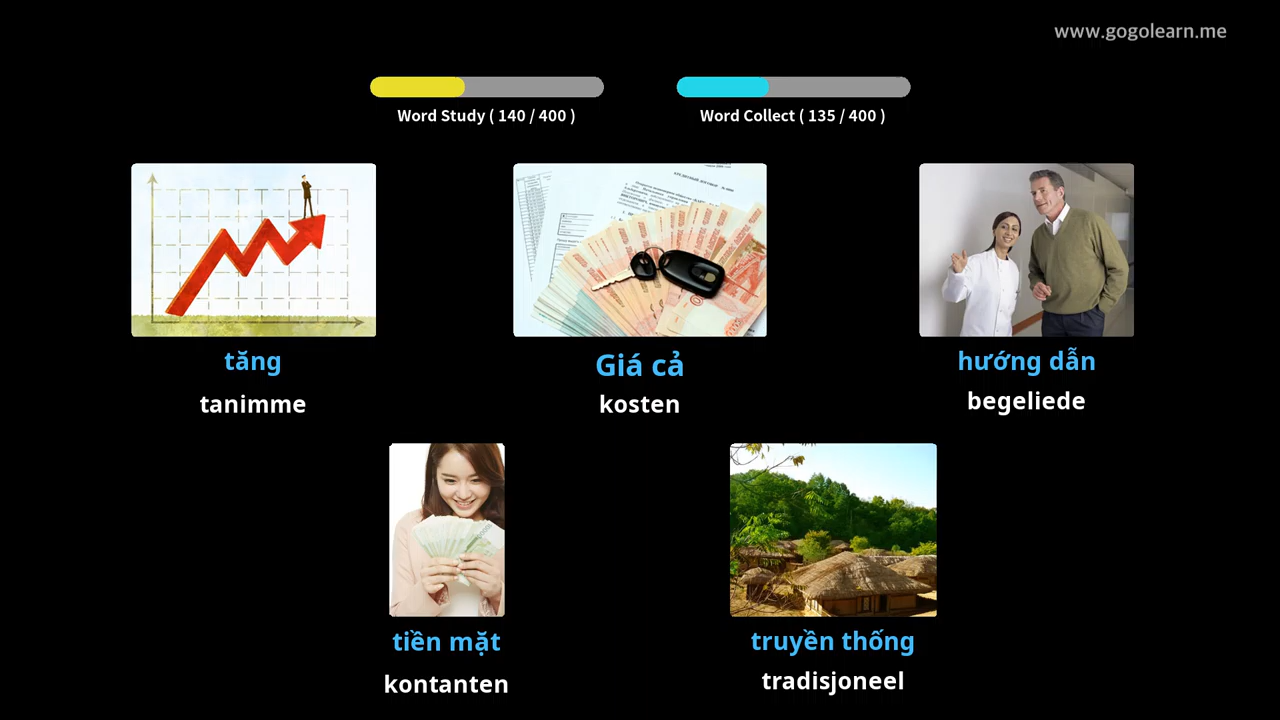 www.gogolearn.me
Word Study ( 140 / 400 )
Word Collect ( 135 / 400 )
tăng
tanimme
Giá cả
kosten
hướng dẫn
begeliede
tiền mặt
kontanten
truyền thống
tradisjoneel